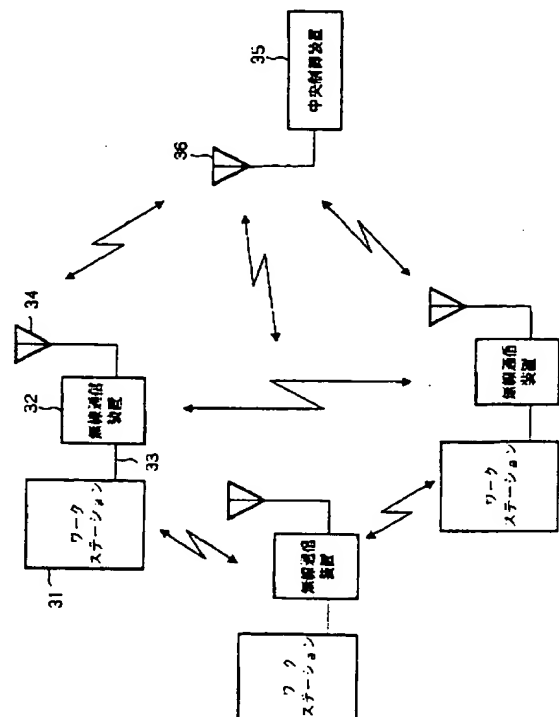 31
ワーク
ステーション
33
32
無線通信
装置
34
ワーク
ステーション
無線通信
装置
ワーク
ステーション
無線通信
装置
36
35
中央制御装置